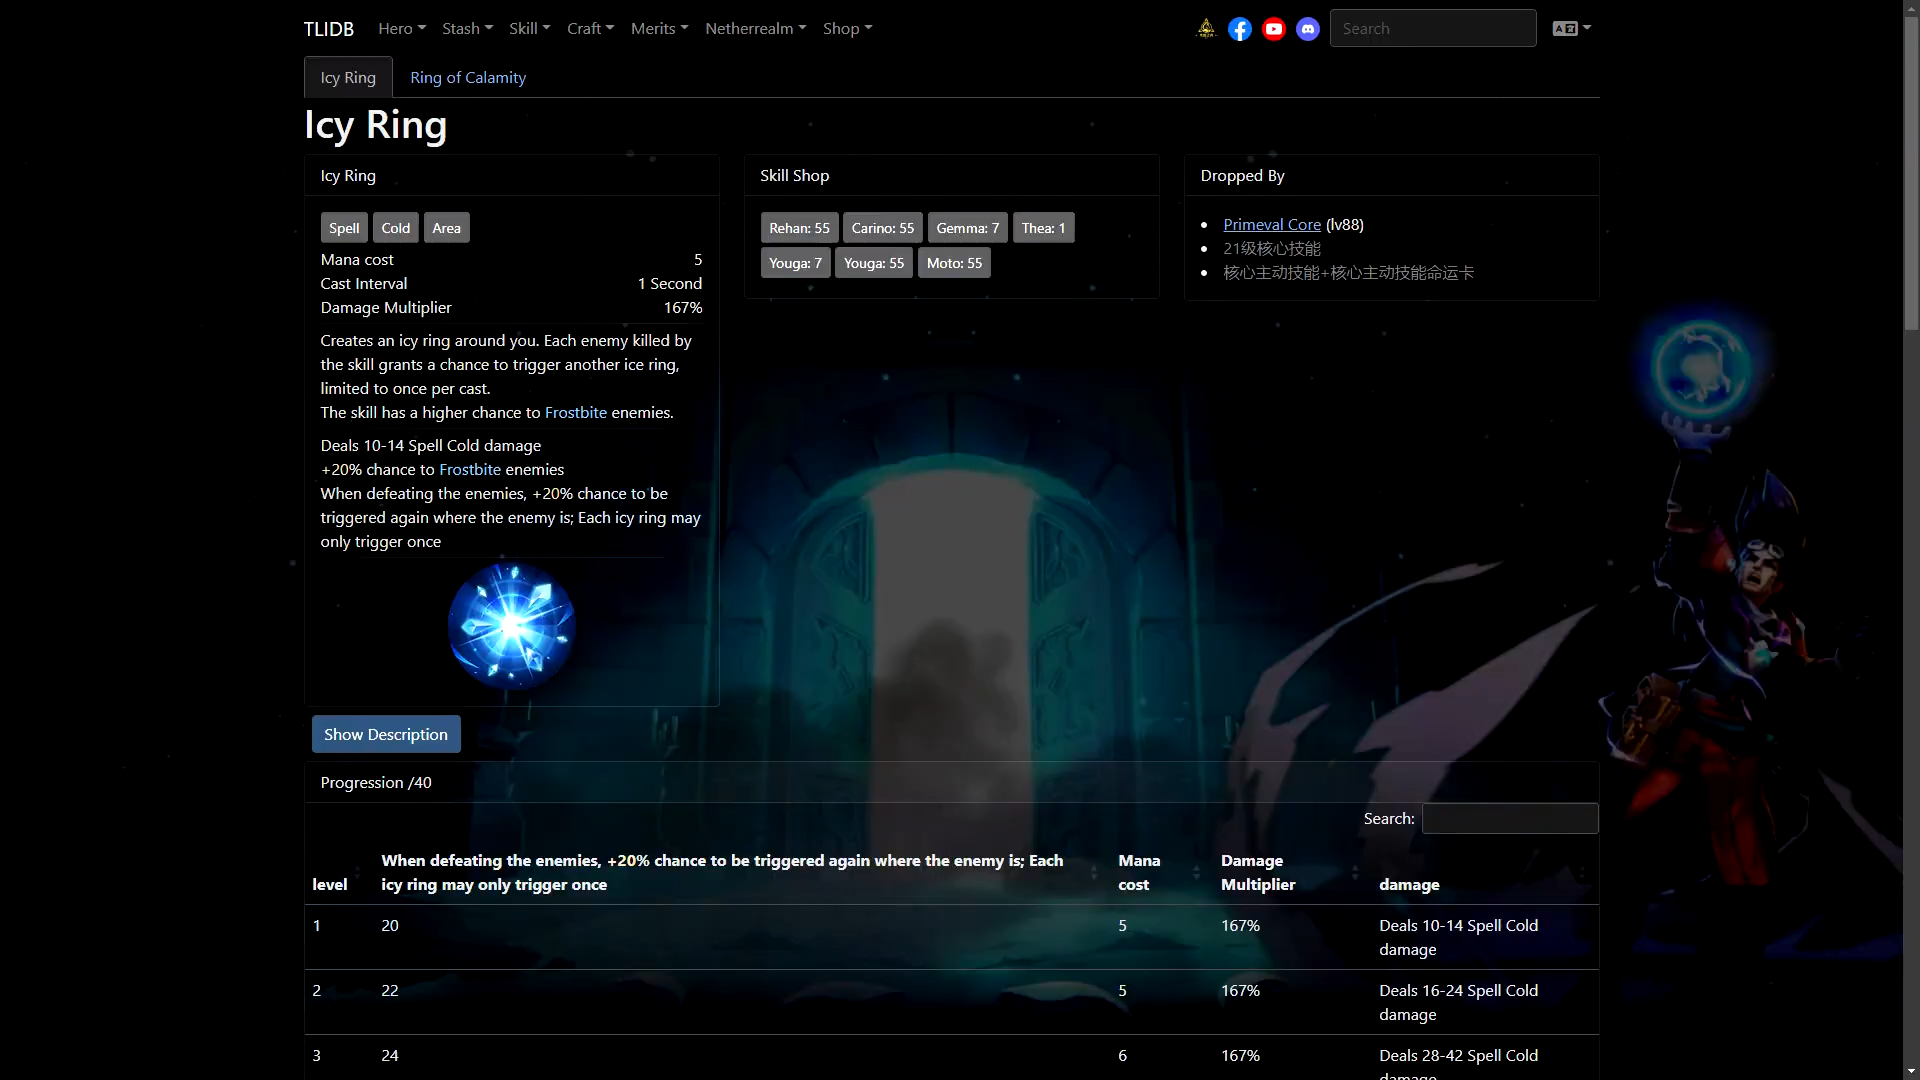 TLIDB Hero Stash Skill Craft Merits Netherrealm Shop Search
Icy Ring Ring of Calamity
Icy Ring
Icy Ring
Spell Cold Area
Mana cost 5
Cast Interval 1 Second
Damage Multiplier 167%
Creates an icy ring around you. Each enemy killed by
the skill grants a chance to trigger another ice ring,
limited to once per cast.
The skill has a higher chance to Frostbite enemies.
Deals 10-14 Spell Cold damage
+20% chance to Frostbite enemies
When defeating the enemies, +20% chance to be
triggered again where the enemy is; Each icy ring may
only trigger once
Skill Shop
Rehan: 55 Carino: 55 Gemma: 7 Thea: 1
Youga: 7 Youga: 55 Moto: 55
Dropped By
Primeval Core (lv88)
21级核心技能
核心主动技能+核心主动技能命运卡
Show Description
Progression /40
Search:
level When defeating the enemies, +20% chance to be triggered again where the enemy is; Each
icy ring may only trigger once Mana
cost Damage
Multiplier damage
1 20 5 167% Deals 10-14 Spell Cold
damage
2 22 5 167% Deals 16-24 Spell Cold
damage
3 24 6 167% Deals 28-42 Spell Cold
damage